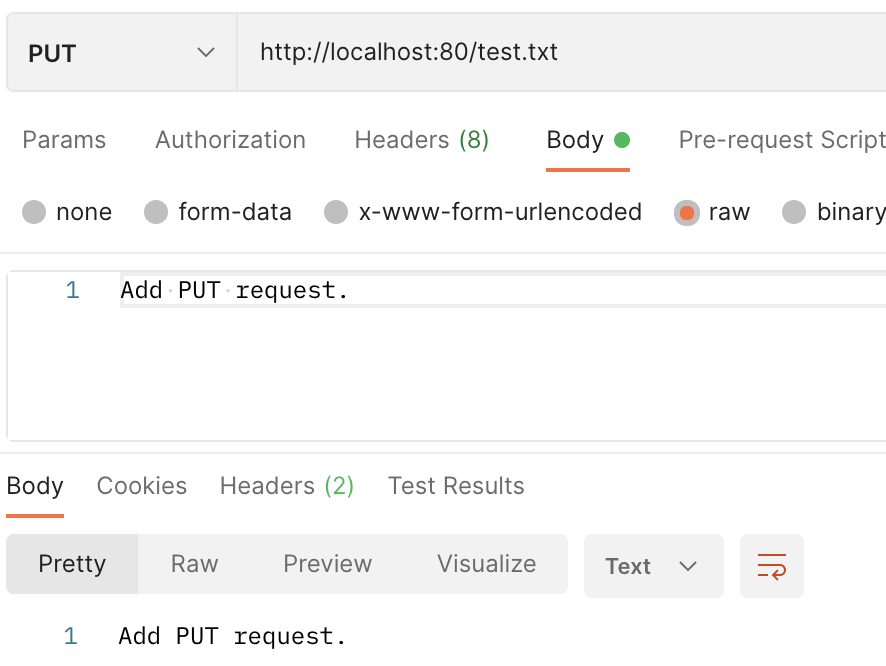 PUT http://localhost:80/test.txt
Params Authorization Headers (8) Body Pre-request Script
none form-data x-www-form-urlencoded raw binary
1 Add PUT request.
Body Cookies Headers (2) Test Results
Pretty Raw Preview Visualize Text
1 Add PUT request.